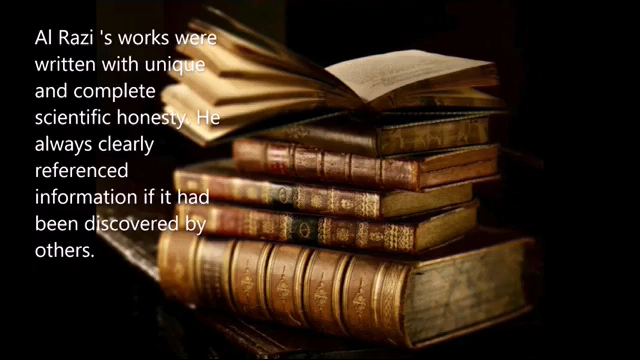 Al Razi 's works were
written with unique
and complete
scientific honesty. He
always clearly
referenced
information if it had
been discovered by
others.